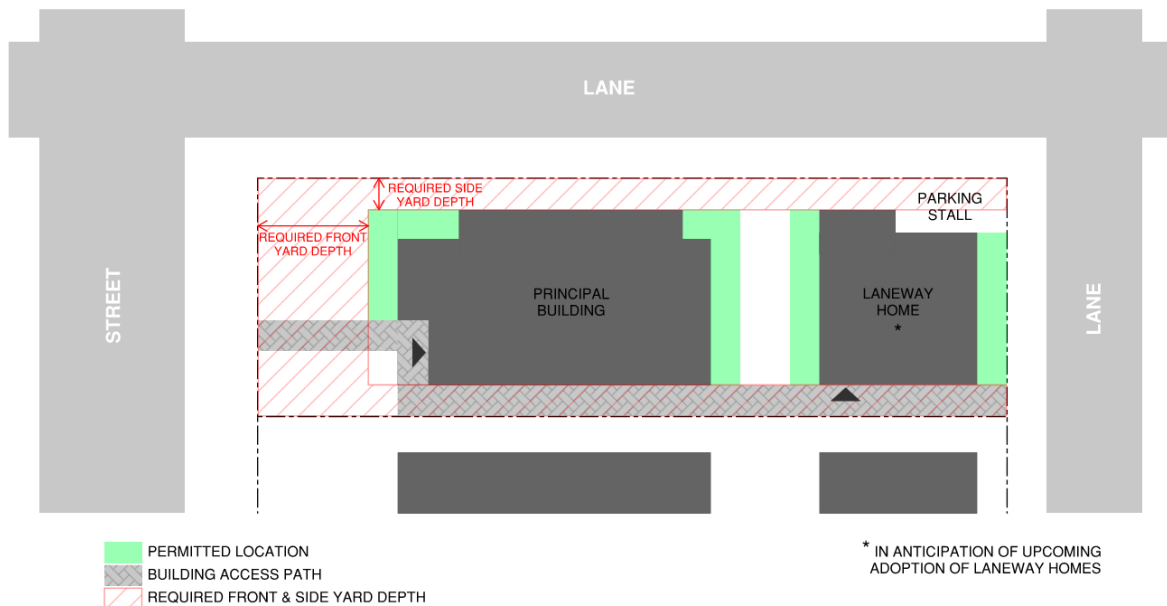 LANE
REQUIRED SIDE
YARD DEPTH
PARKING
STALL
REQUIRED FRONT
YARD DEPTH
STREET
PRINCIPAL
BUILDING
LANEWAY
HOME
*
LANE
PERMITTED LOCATION
BUILDING ACCESS PATH
REQUIRED FRONT & SIDE YARD DEPTH
* IN ANTICIPATION OF UPCOMING
ADOPTION OF LANEWAY HOMES